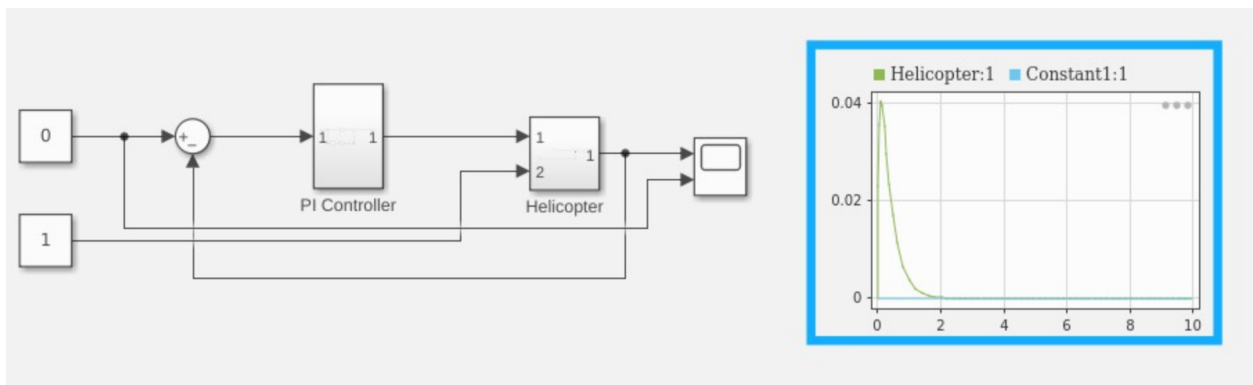 Helicopter:1 Constant1:1
0.04
0.02
0
0 2 4 6 8 10
0
+
−
1 1
PI Controller
1
2
1
Helicopter
1